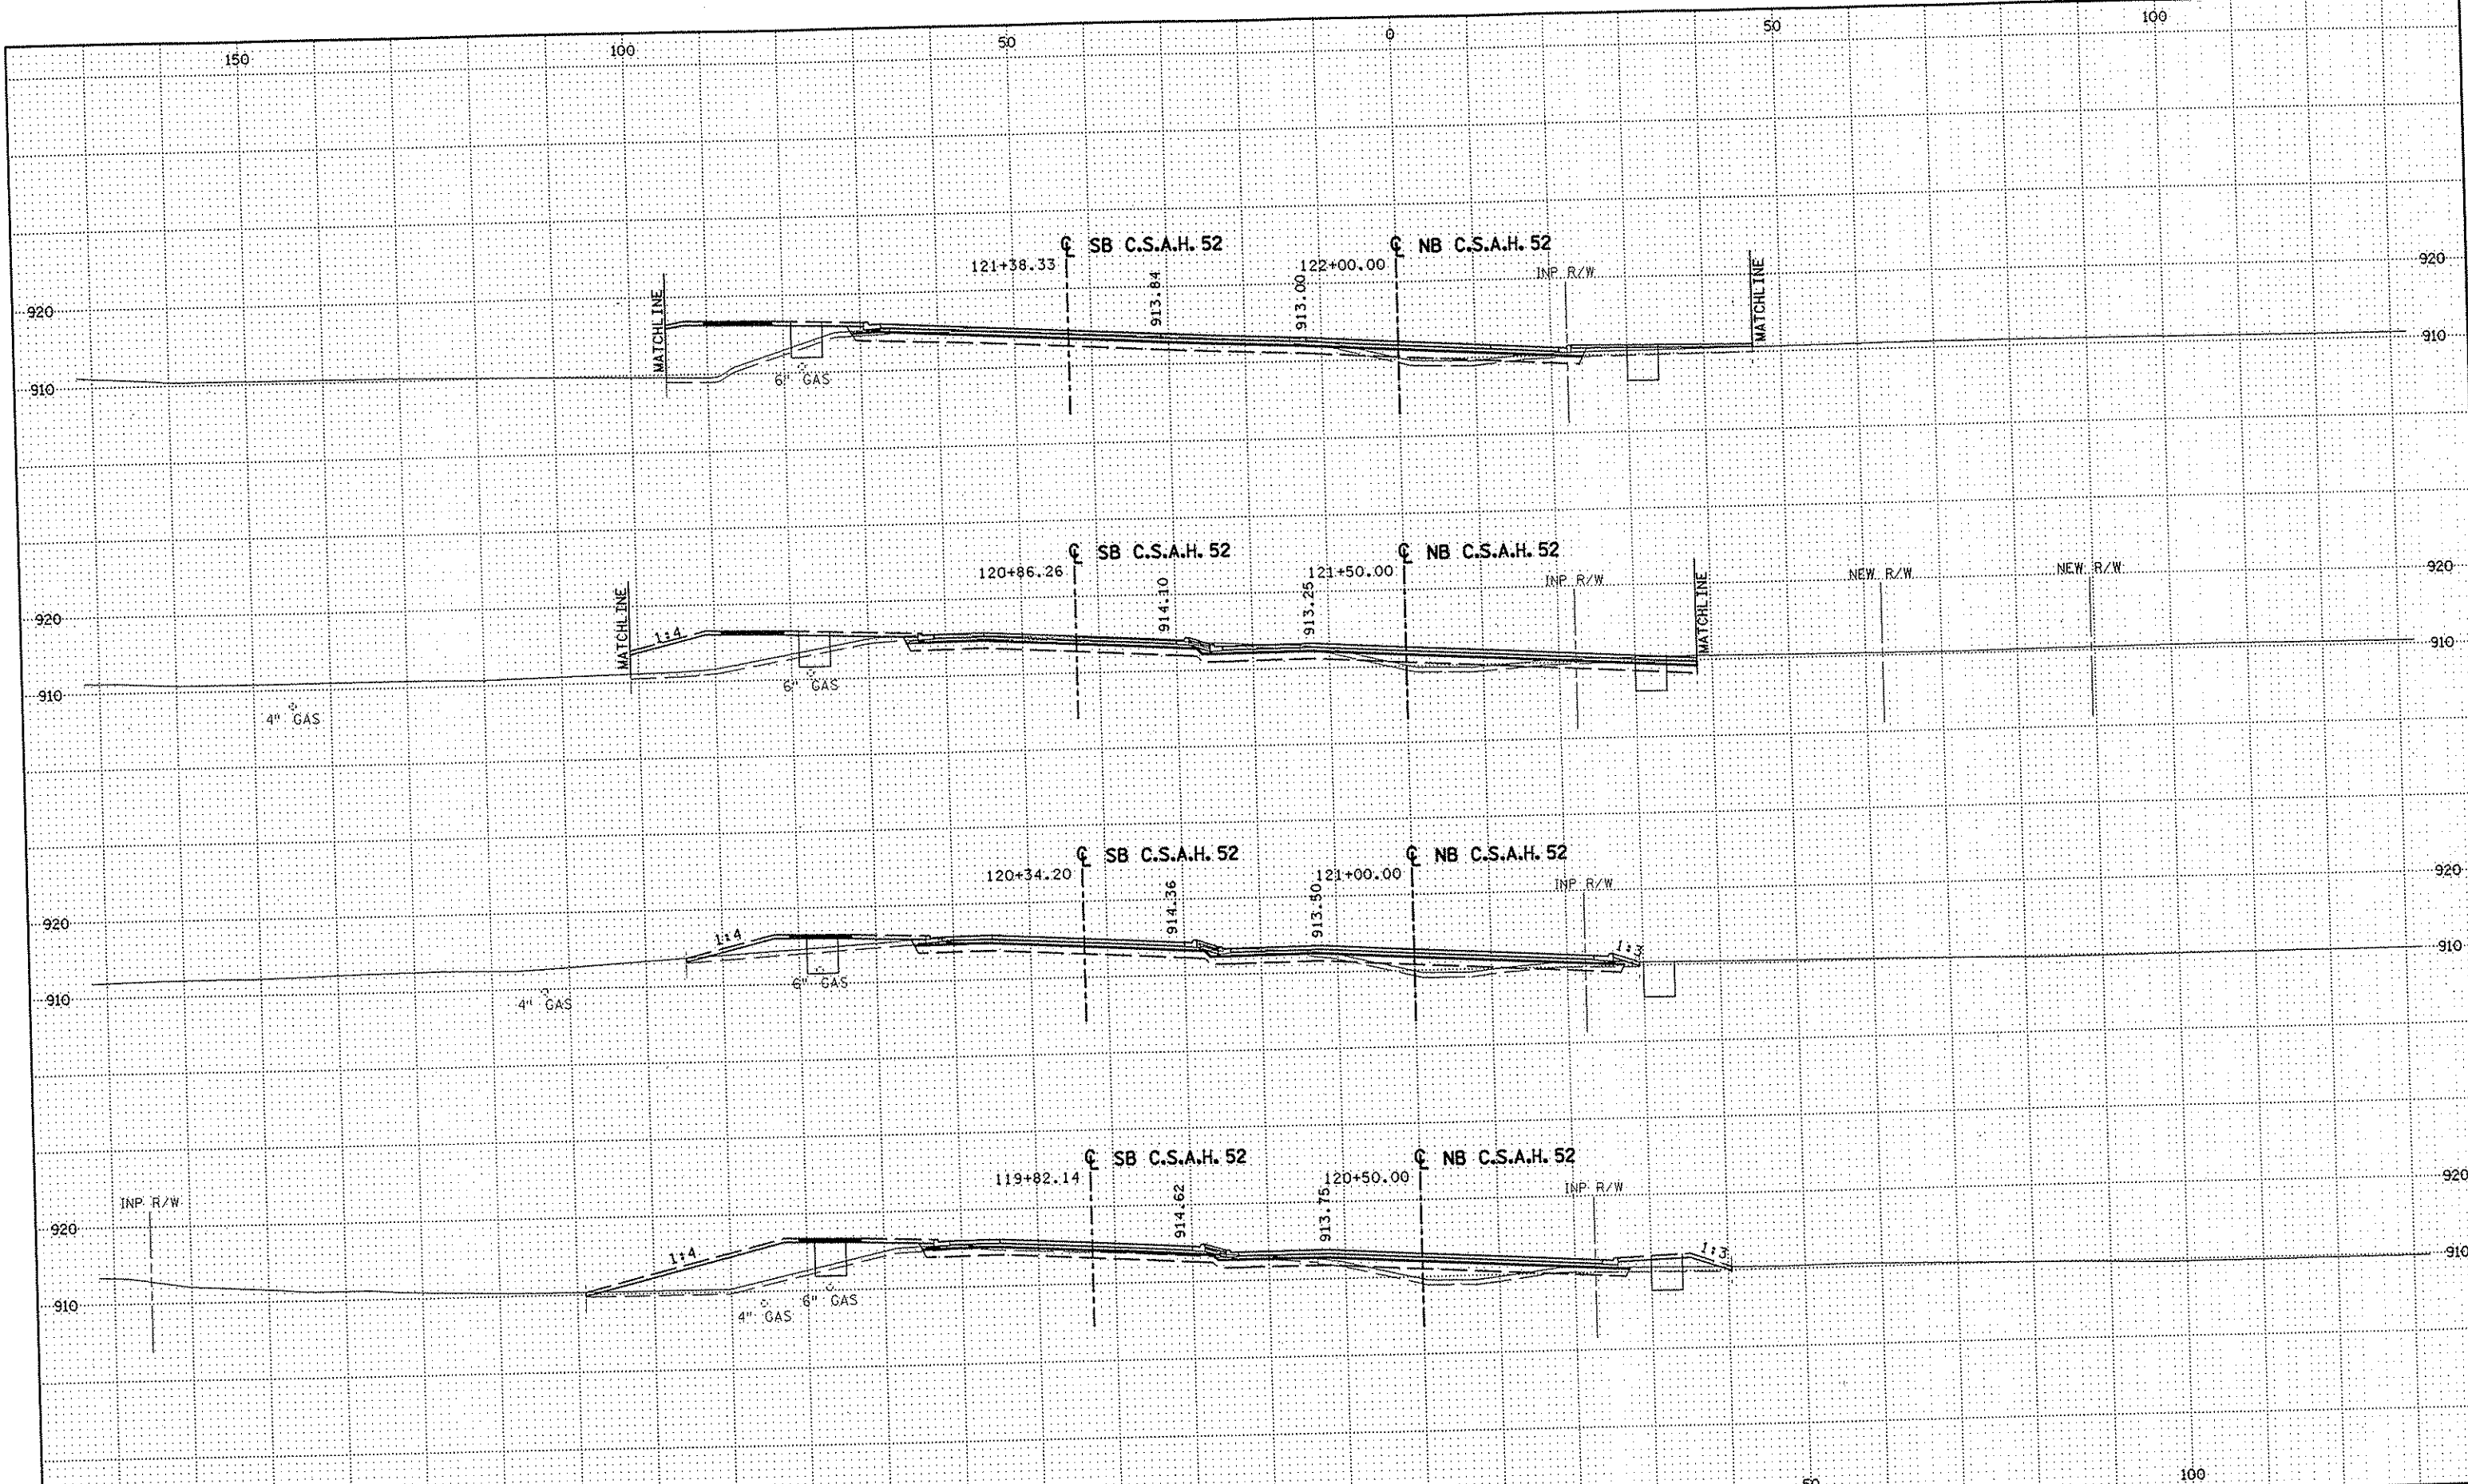 150 100 50 0 50 100
℄ SB C.S.A.H. 52 ℄ NB C.S.A.H. 52
121+38.33 913.84 913.00 122+00.00 INP R/W
MATCHLINE MATCHLINE
920 920
910 910
6" GAS
℄ SB C.S.A.H. 52 ℄ NB C.S.A.H. 52
120+86.26 914.10 913.25 121+50.00 INP R/W NEW R/W NEW R/W
MATCHLINE MATCHLINE
920 1:4 920
910 910
4" GAS 6" GAS
℄ SB C.S.A.H. 52 ℄ NB C.S.A.H. 52
120+34.20 914.36 913.50 121+00.00 INP R/W
920 1:4 1:3 920
910 910
4" GAS 6" GAS
℄ SB C.S.A.H. 52 ℄ NB C.S.A.H. 52
INP R/W 119+82.14 914.62 913.75 120+50.00 INP R/W
920 1:4 1:3 920
910 910
4" GAS 6" GAS
50 100